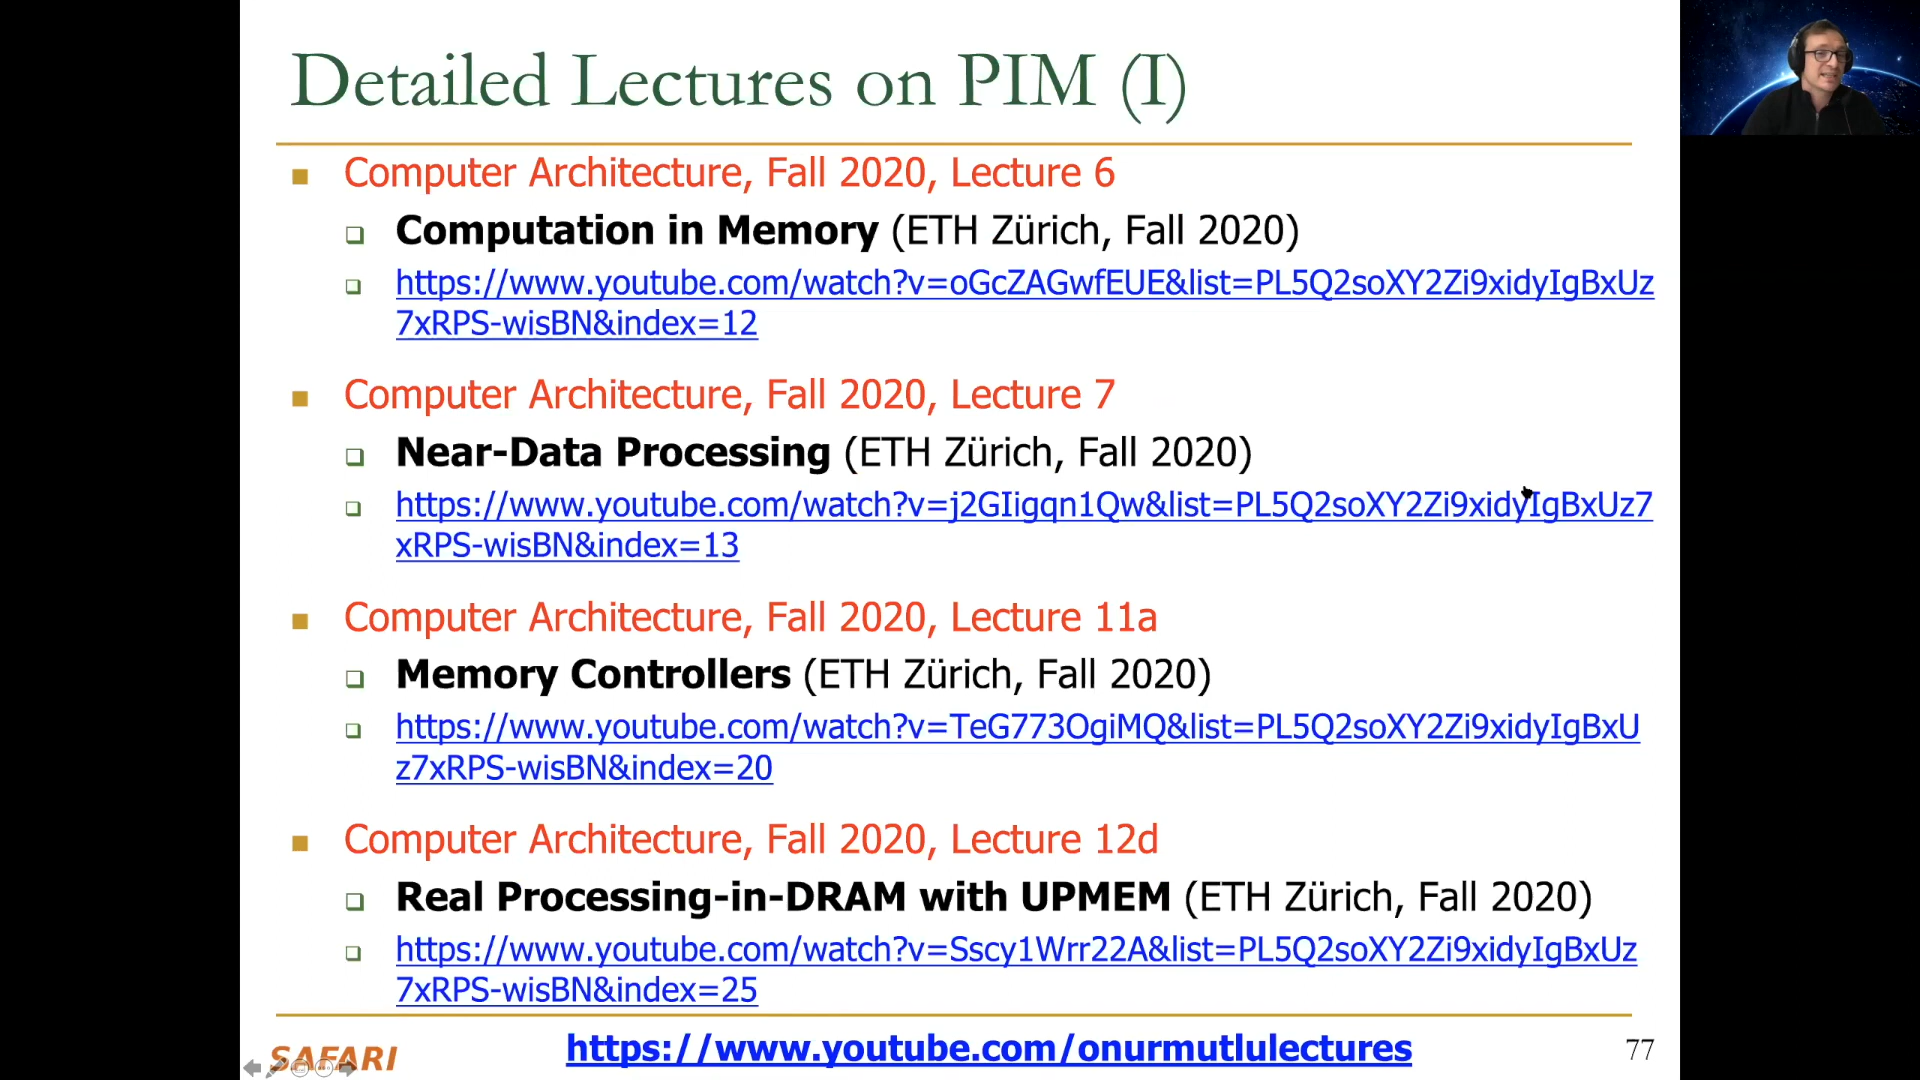 Detailed Lectures on PIM (I)
Computer Architecture, Fall 2020, Lecture 6
Computation in Memory (ETH Zürich, Fall 2020)
https://www.youtube.com/watch?v=oGcZAGwfEUE&list=PL5Q2soXY2Zi9xidyIgBxUz
7xRPS-wisBN&index=12
Computer Architecture, Fall 2020, Lecture 7
Near-Data Processing (ETH Zürich, Fall 2020)
https://www.youtube.com/watch?v=j2GIigqn1Qw&list=PL5Q2soXY2Zi9xidyIgBxUz7
xRPS-wisBN&index=13
Computer Architecture, Fall 2020, Lecture 11a
Memory Controllers (ETH Zürich, Fall 2020)
https://www.youtube.com/watch?v=TeG773OgiMQ&list=PL5Q2soXY2Zi9xidyIgBxU
z7xRPS-wisBN&index=20
Computer Architecture, Fall 2020, Lecture 12d
Real Processing-in-DRAM with UPMEM (ETH Zürich, Fall 2020)
https://www.youtube.com/watch?v=Sscy1Wrr22A&list=PL5Q2soXY2Zi9xidyIgBxUz
7xRPS-wisBN&index=25
SAFARI
https://www.youtube.com/onurmutlulectures
77